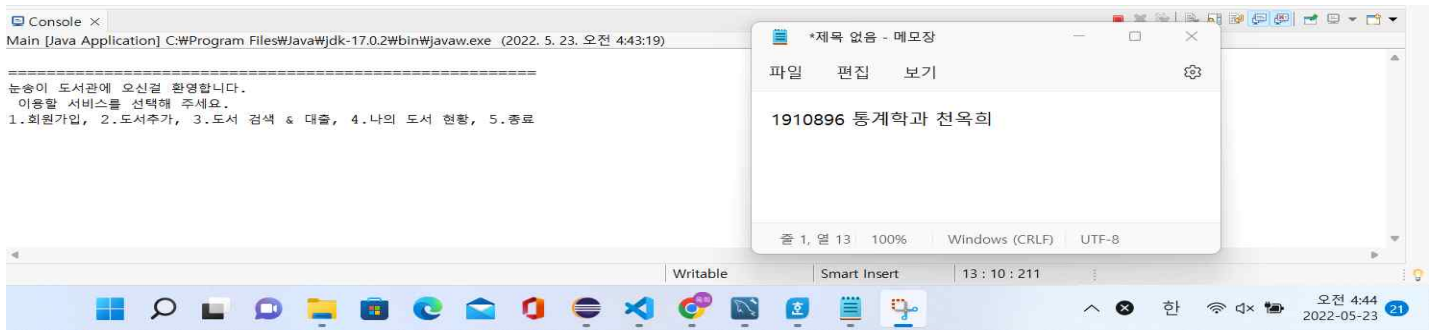 Console ×
Main [Java Application] C:₩Program Files₩Java₩jdk-17.0.2₩bin₩javaw.exe (2022. 5. 23. 오전 4:43:19)
=======================================================
눈송이 도서관에 오신걸 환영합니다.
이용할 서비스를 선택해 주세요.
1.회원가입, 2.도서추가, 3.도서 검색 & 대출, 4.나의 도서 현황, 5.종료
*제목 없음 - 메모장
파일 편집 보기
1910896 통계학과 천옥희
줄 1, 열 13 100% Windows (CRLF) UTF-8
Writable Smart Insert 13 : 10 : 211
한 오전 4:44
2022-05-23 21